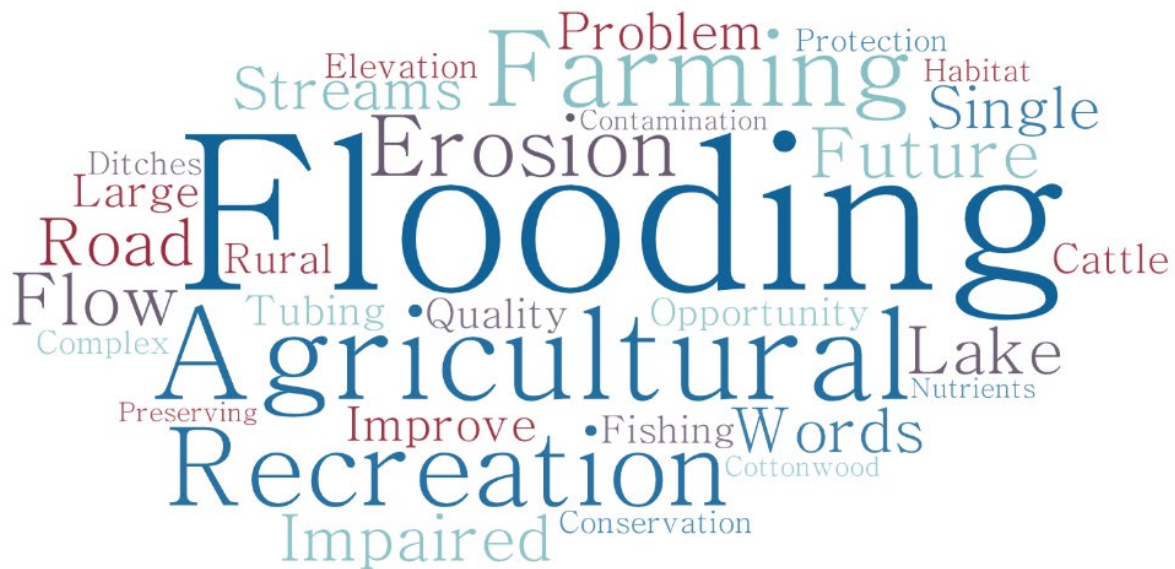 Problem
Protection
Farming
Elevation
Habitat
Streams
Single
Contamination
Erosion
Future
Ditches
Large
Flooding
Road
Rural
Cattle
Flow
Tubing
Quality
Opportunity
Complex
Agricultural
Lake
Nutrients
Preserving
Improve
Fishing
Words
Recreation
Cottonwood
Conservation
Impaired